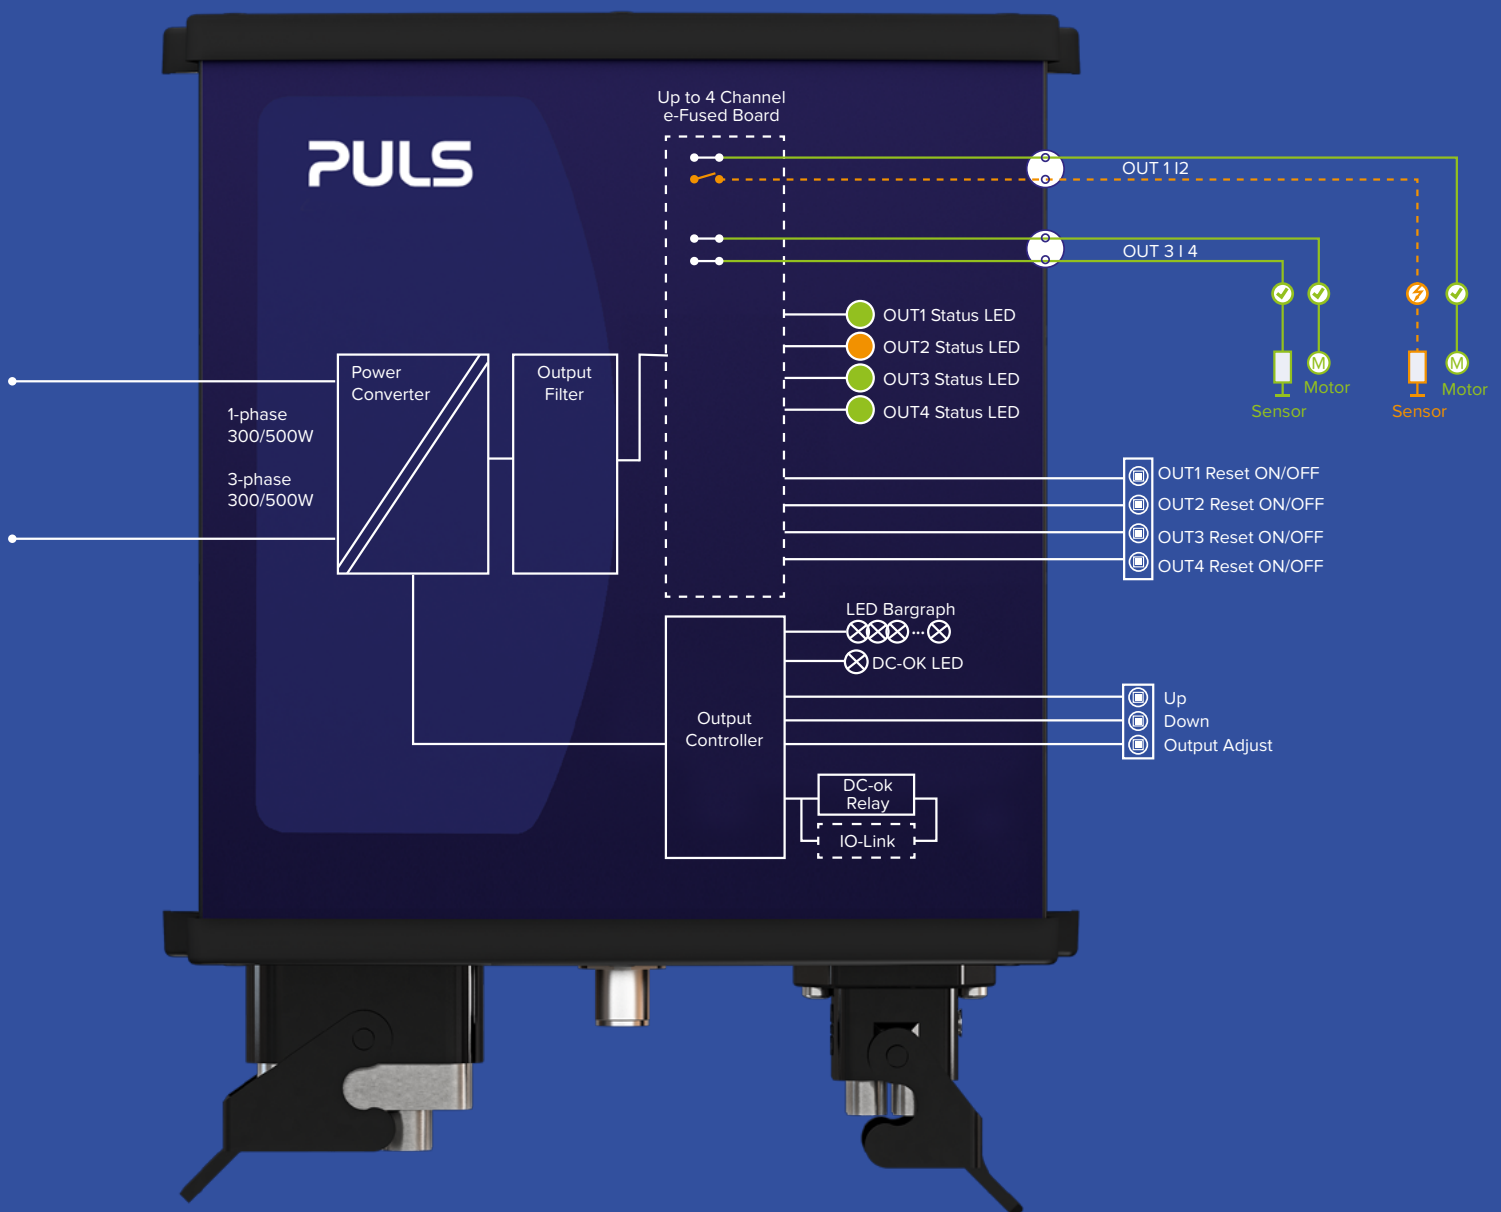 Up to 4 Channel
e-Fused Board
PULS
OUT 1 I2
OUT 3 I 4
OUT1 Status LED
OUT2 Status LED
OUT3 Status LED
OUT4 Status LED
Power
Converter
Output
Filter
1-phase
300/500W
3-phase
300/500W
M
Motor
Sensor
M
Motor
Sensor
OUT1 Reset ON/OFF
OUT2 Reset ON/OFF
OUT3 Reset ON/OFF
OUT4 Reset ON/OFF
LED Bargraph
...
DC-OK LED
Output
Controller
Up
Down
Output Adjust
DC-ok
Relay
IO-Link